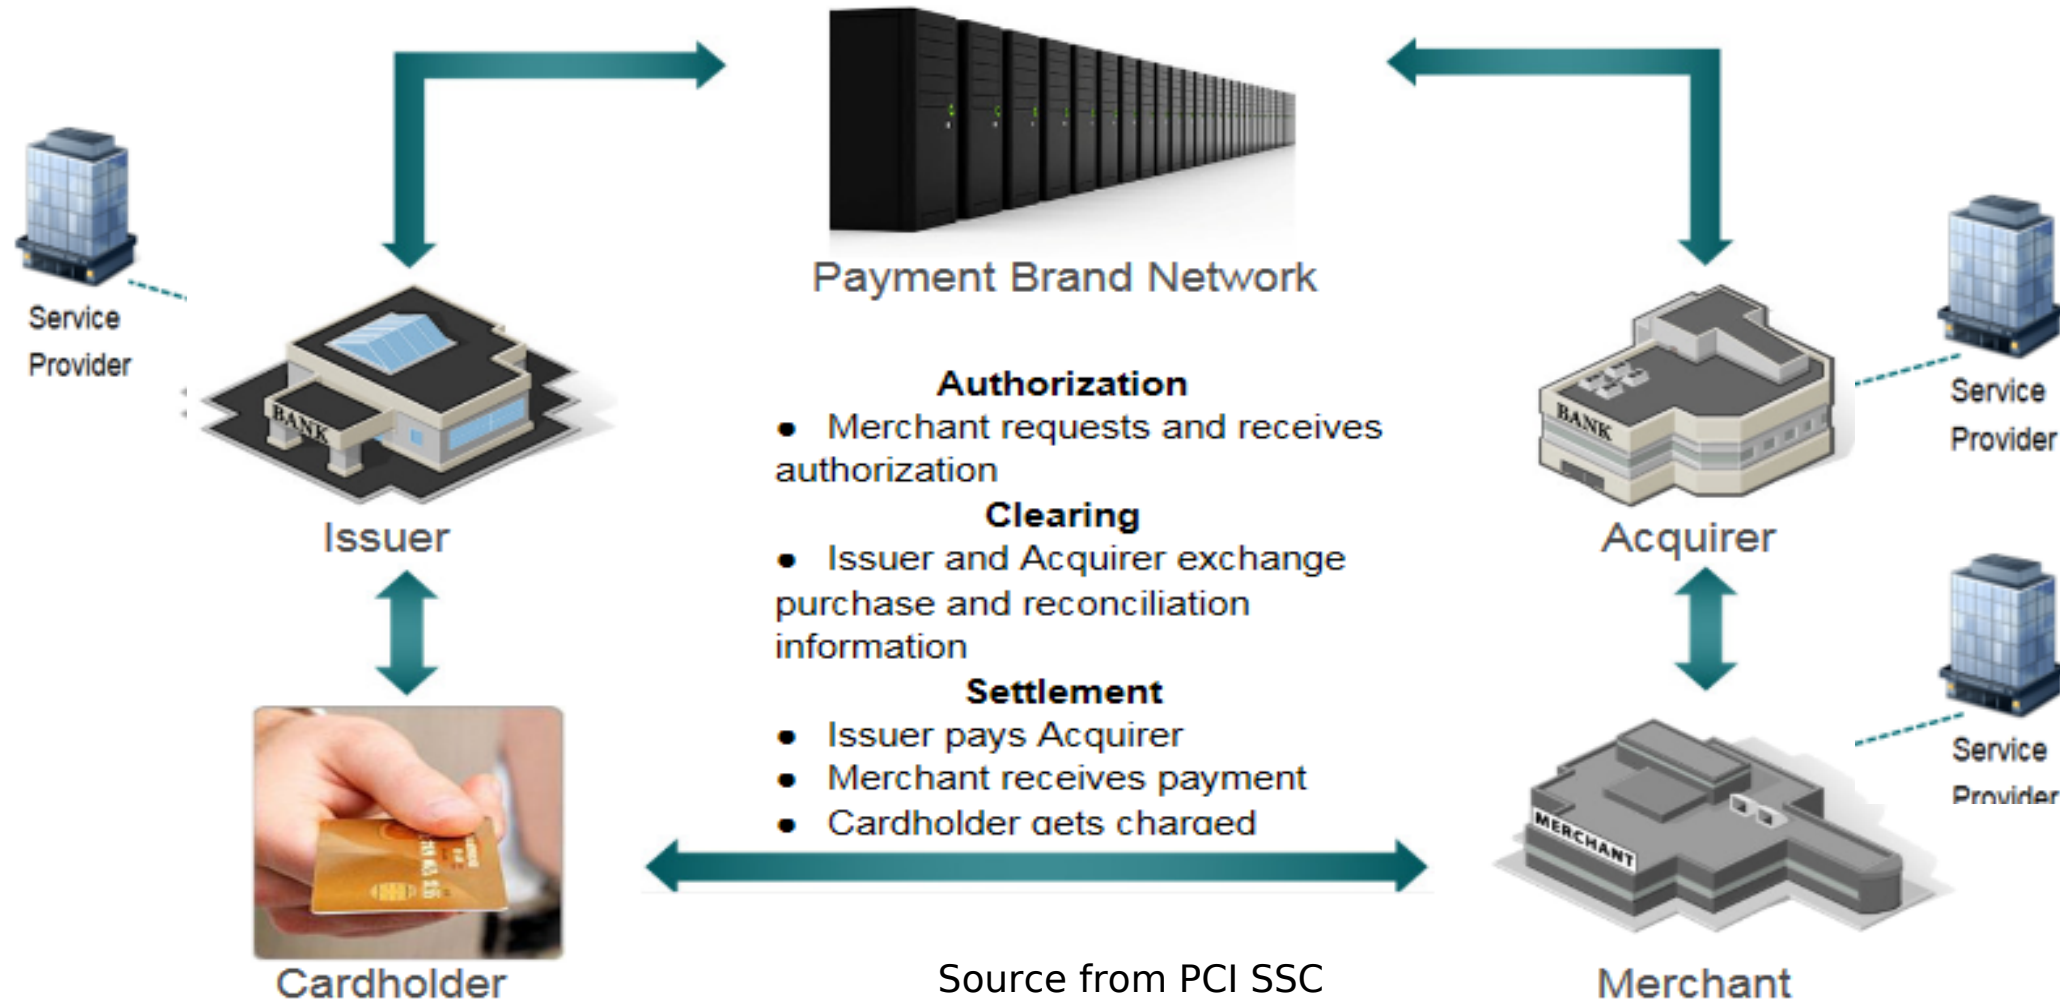 Payment Brand Network
Service
Provider
Service
Provider
BANK
BANK
Issuer
Acquirer
Authorization
● Merchant requests and receives
authorization
Clearing
● Issuer and Acquirer exchange
purchase and reconciliation
information
Settlement
● Issuer pays Acquirer
● Merchant receives payment
● Cardholder gets charged
Service
Provider
MERCHANT
Cardholder
Source from PCI SSC
Merchant